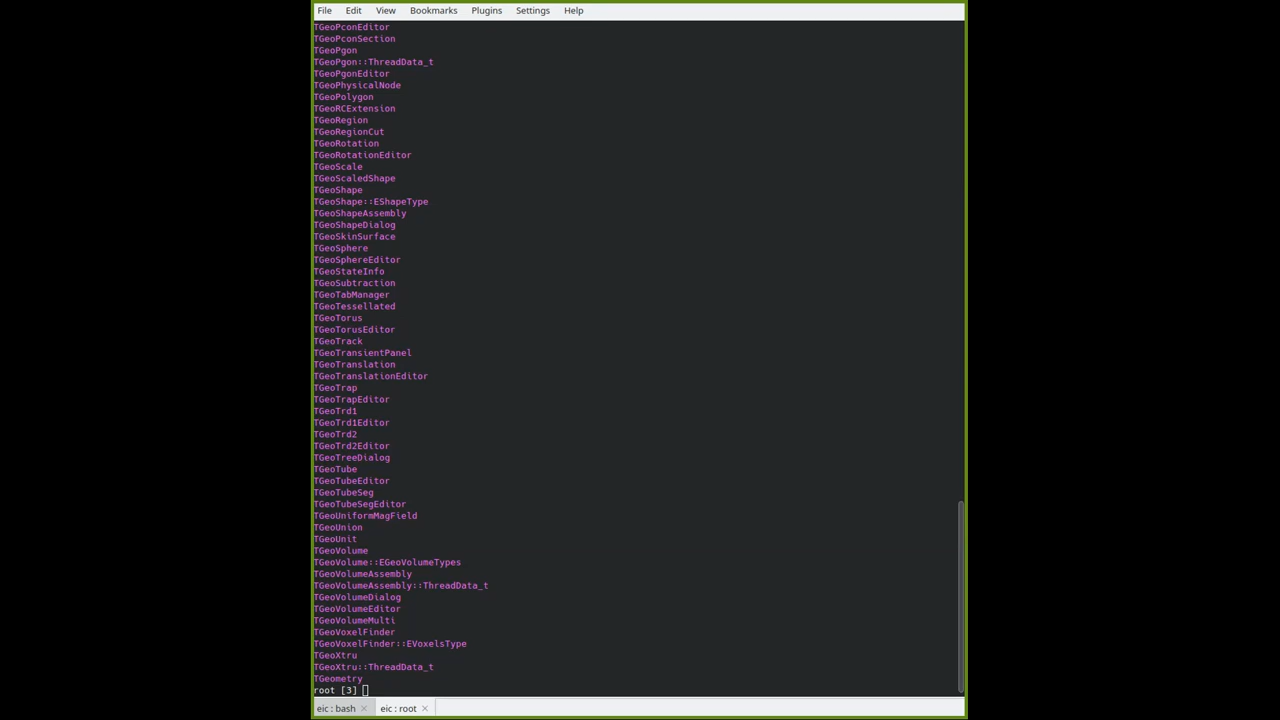 File Edit View Bookmarks Plugins Settings Help
TGeoPconEditor
TGeoPconSection
TGeoPgon
TGeoPgon::ThreadData_t
TGeoPgonEditor
TGeoPhysicalNode
TGeoPolygon
TGeoRCExtension
TGeoRegion
TGeoRegionCut
TGeoRotation
TGeoRotationEditor
TGeoScale
TGeoScaledShape
TGeoShape
TGeoShape::EShapeType
TGeoShapeAssembly
TGeoShapeDialog
TGeoSkinSurface
TGeoSphere
TGeoSphereEditor
TGeoStateInfo
TGeoSubtraction
TGeoTabManager
TGeoTessellated
TGeoTorus
TGeoTorusEditor
TGeoTrack
TGeoTransientPanel
TGeoTranslation
TGeoTranslationEditor
TGeoTrap
TGeoTrapEditor
TGeoTrd1
TGeoTrd1Editor
TGeoTrd2
TGeoTrd2Editor
TGeoTreeDialog
TGeoTube
TGeoTubeEditor
TGeoTubeSeg
TGeoTubeSegEditor
TGeoUniformMagField
TGeoUnion
TGeoUnit
TGeoVolume
TGeoVolume::EGeoVolumeTypes
TGeoVolumeAssembly
TGeoVolumeAssembly::ThreadData_t
TGeoVolumeDialog
TGeoVolumeEditor
TGeoVolumeMulti
TGeoVoxelFinder
TGeoVoxelFinder::EVoxelsType
TGeoXtru
TGeoXtru::ThreadData_t
TGeometry
root [3]
eic : bash eic : root